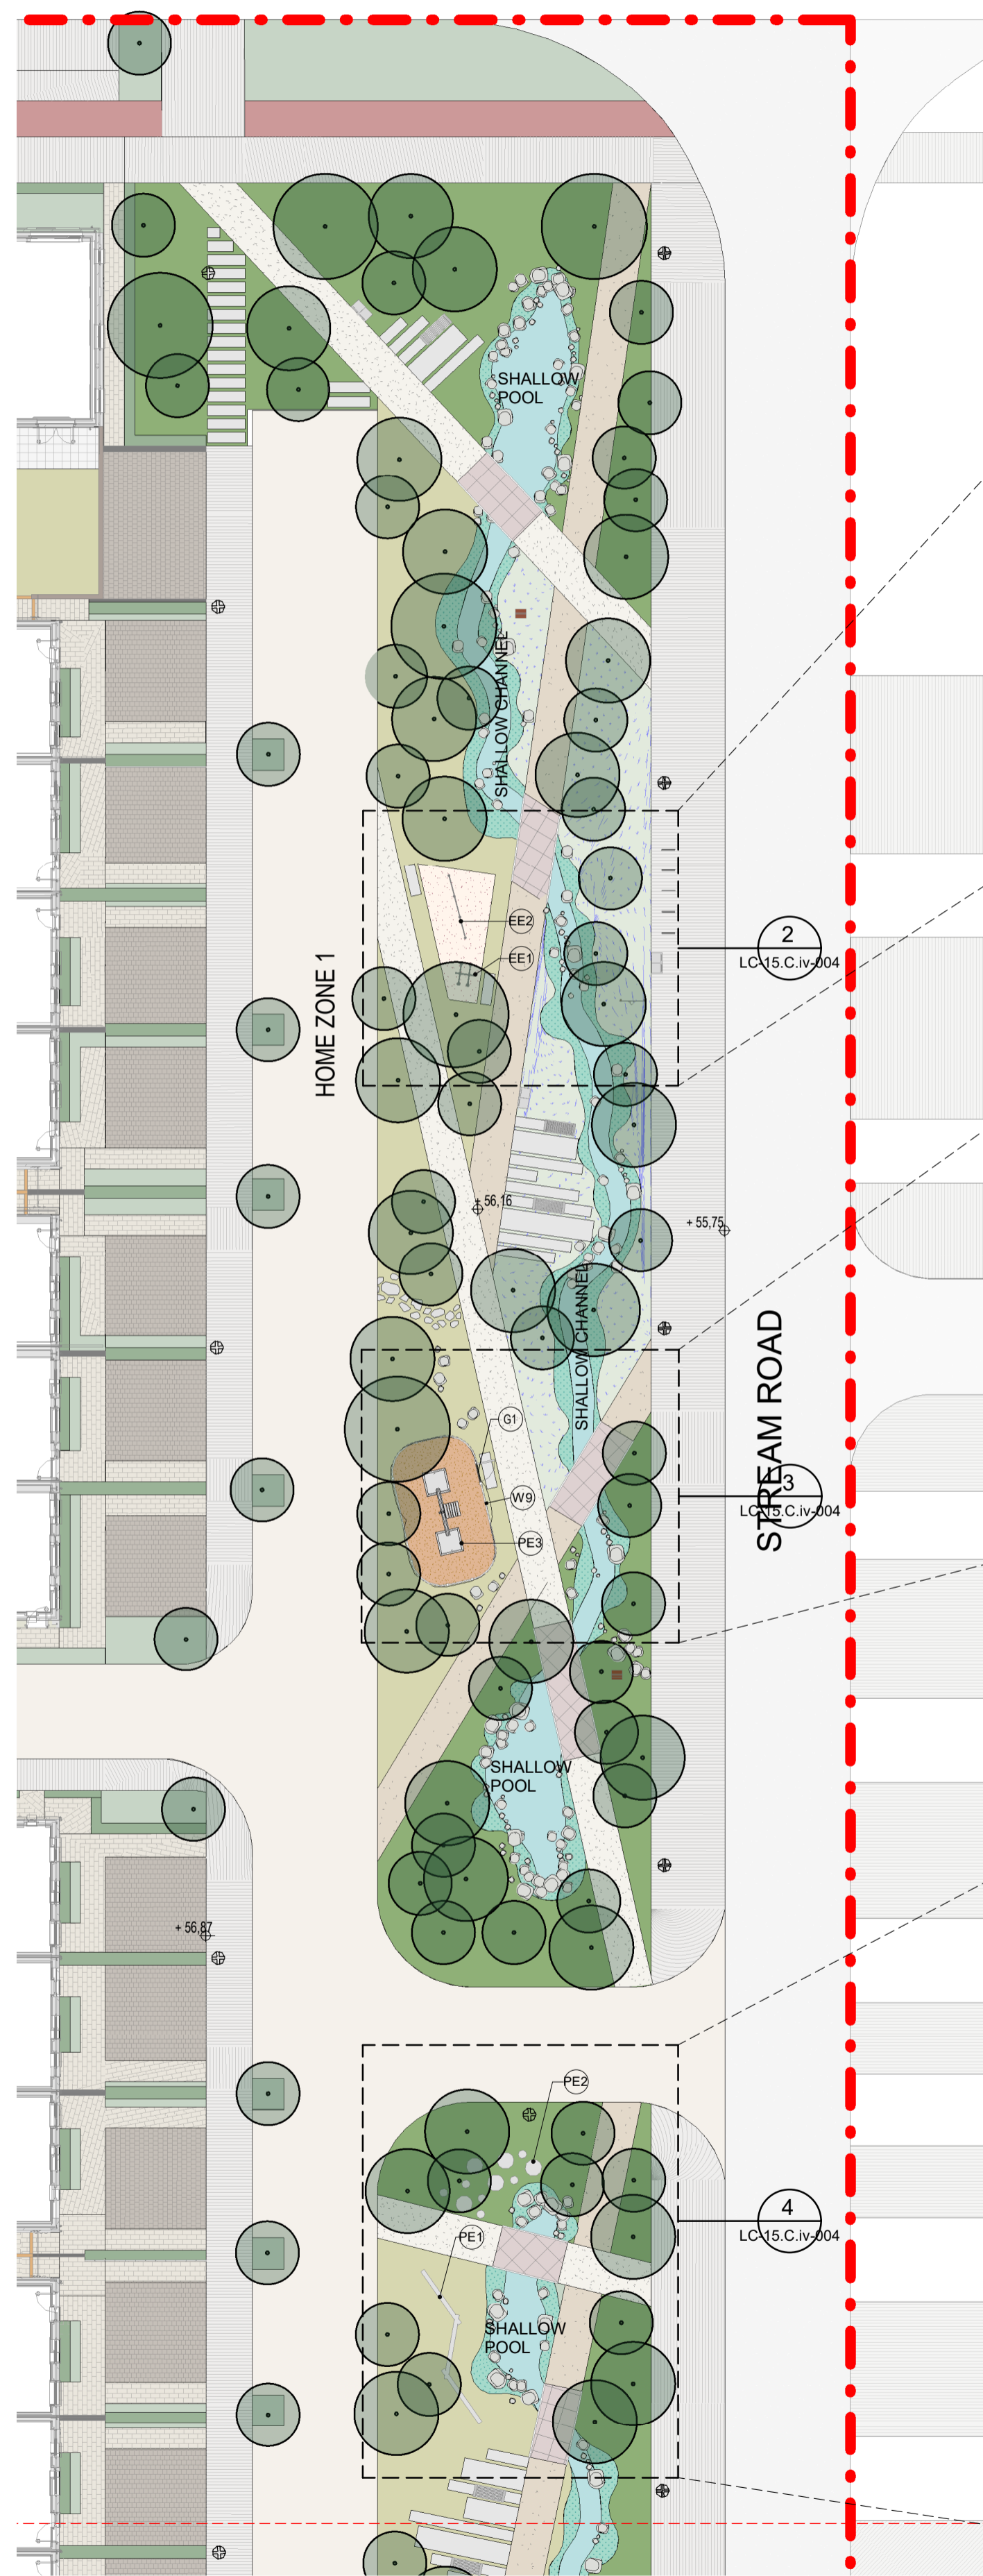 SHALLOW
POOL
SHALLOW CHANNEL
EE2
EE1
2
LC-15.C.iv-004
HOME ZONE 1
+ 56,16
+ 55,75
SHALLOW CHANNEL
STREAM ROAD
G1
W9
PE3
3
LC-15.C.iv-004
SHALLOW
POOL
+ 56,87
PE2
PE1
4
LC-15.C.iv-004
SHALLOW
POOL